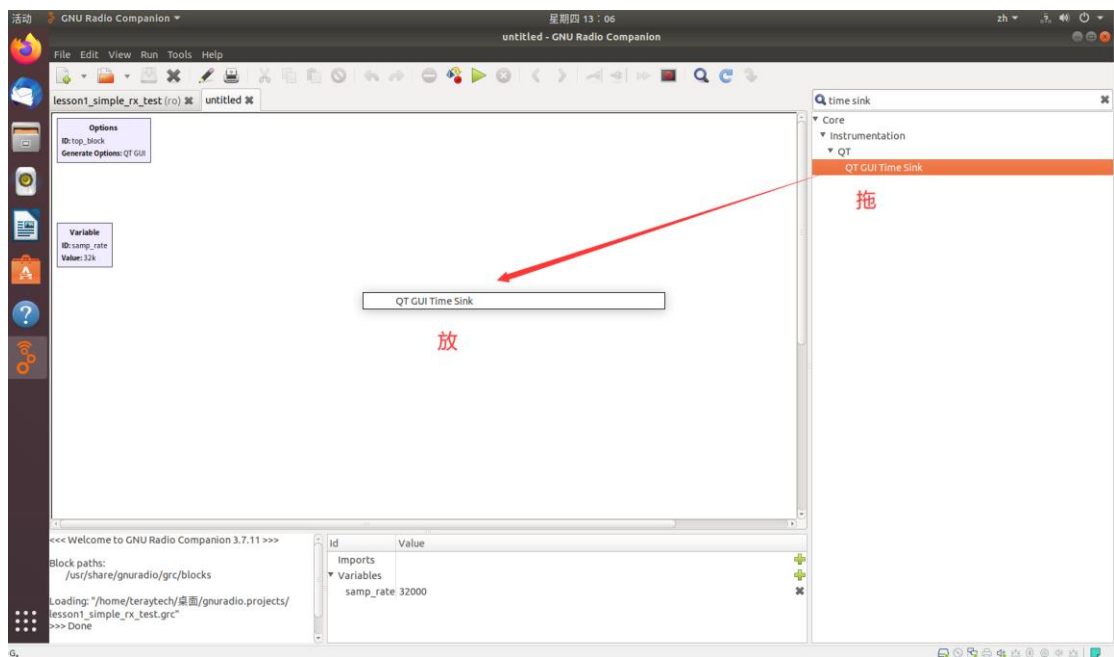 活动
GNU Radio Companion
星期四 13:06
zh
untitled - GNU Radio Companion
File Edit View Run Tools Help
lesson1_simple_rx_test (ro)
untitled
time sink
Options
ID: top_block
Generate Options: QT GUI
Variable
ID: samp_rate
Value: 32k
Core
Instrumentation
QT
QT GUI Time Sink
拖
QT GUI Time Sink
放
<<< Welcome to GNU Radio Companion 3.7.11 >>>
Block paths:
/usr/share/gnuradio/grc/blocks
Loading: "/home/teraytech/桌面/gnuradio.projects/
lesson1_simple_rx_test.grc"
>>> Done
Id Value
Imports
Variables
samp_rate 32000